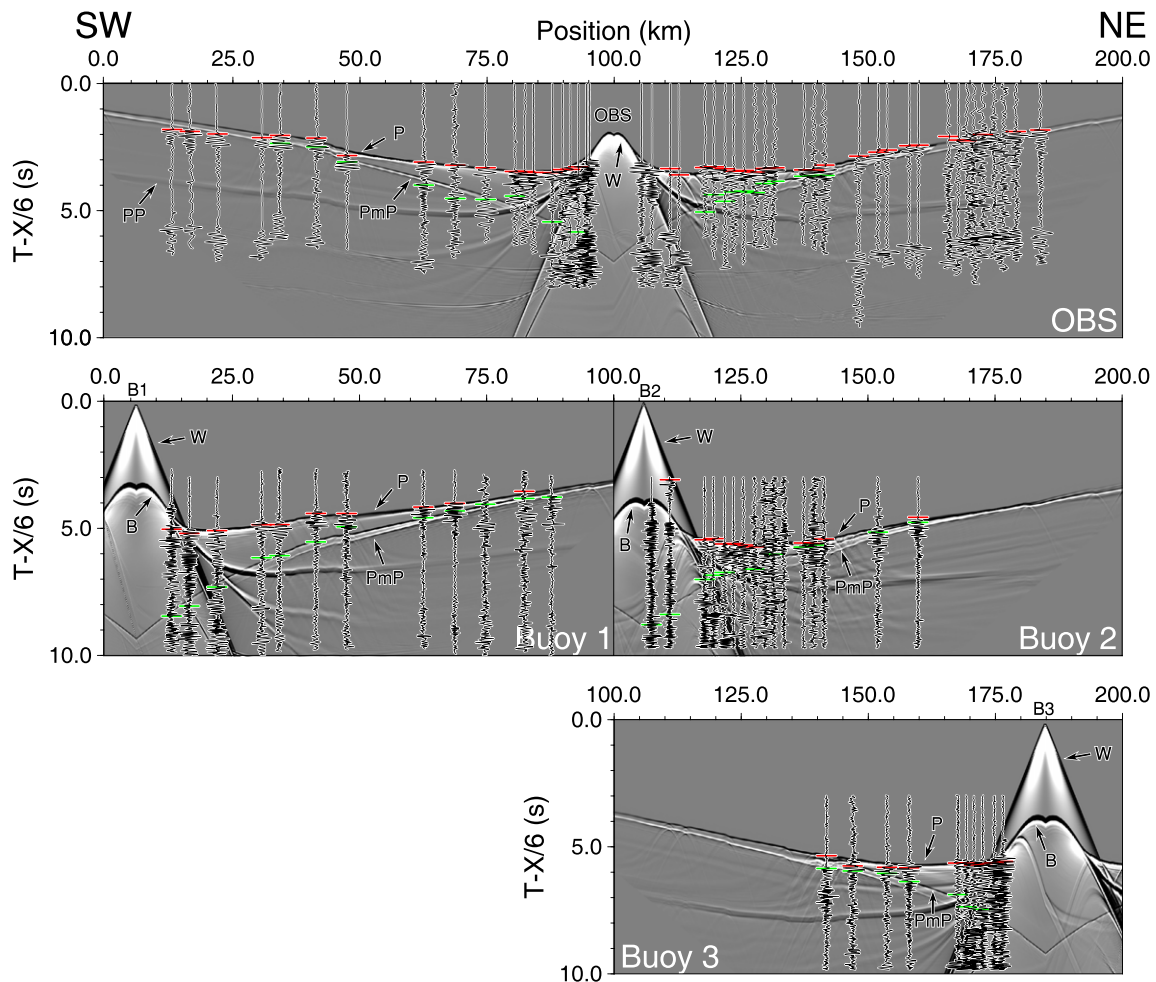 SW NE
Position (km)
0.0 25.0 50.0 75.0 100.0 125.0 150.0 175.0 200.0
0.0
OBS
P
W
PmP
PP
5.0
T-X/6 (s)
OBS
10.0
0.0 25.0 50.0 75.0 100.0 125.0 150.0 175.0 200.0
B1 B2
0.0
W W
P P
5.0
B B
PmP PmP
T-X/6 (s)
Buoy 1 Buoy 2
10.0
100.0 125.0 150.0 175.0 200.0
B3
0.0
W
P
5.0
B
PmP
T-X/6 (s)
Buoy 3
10.0